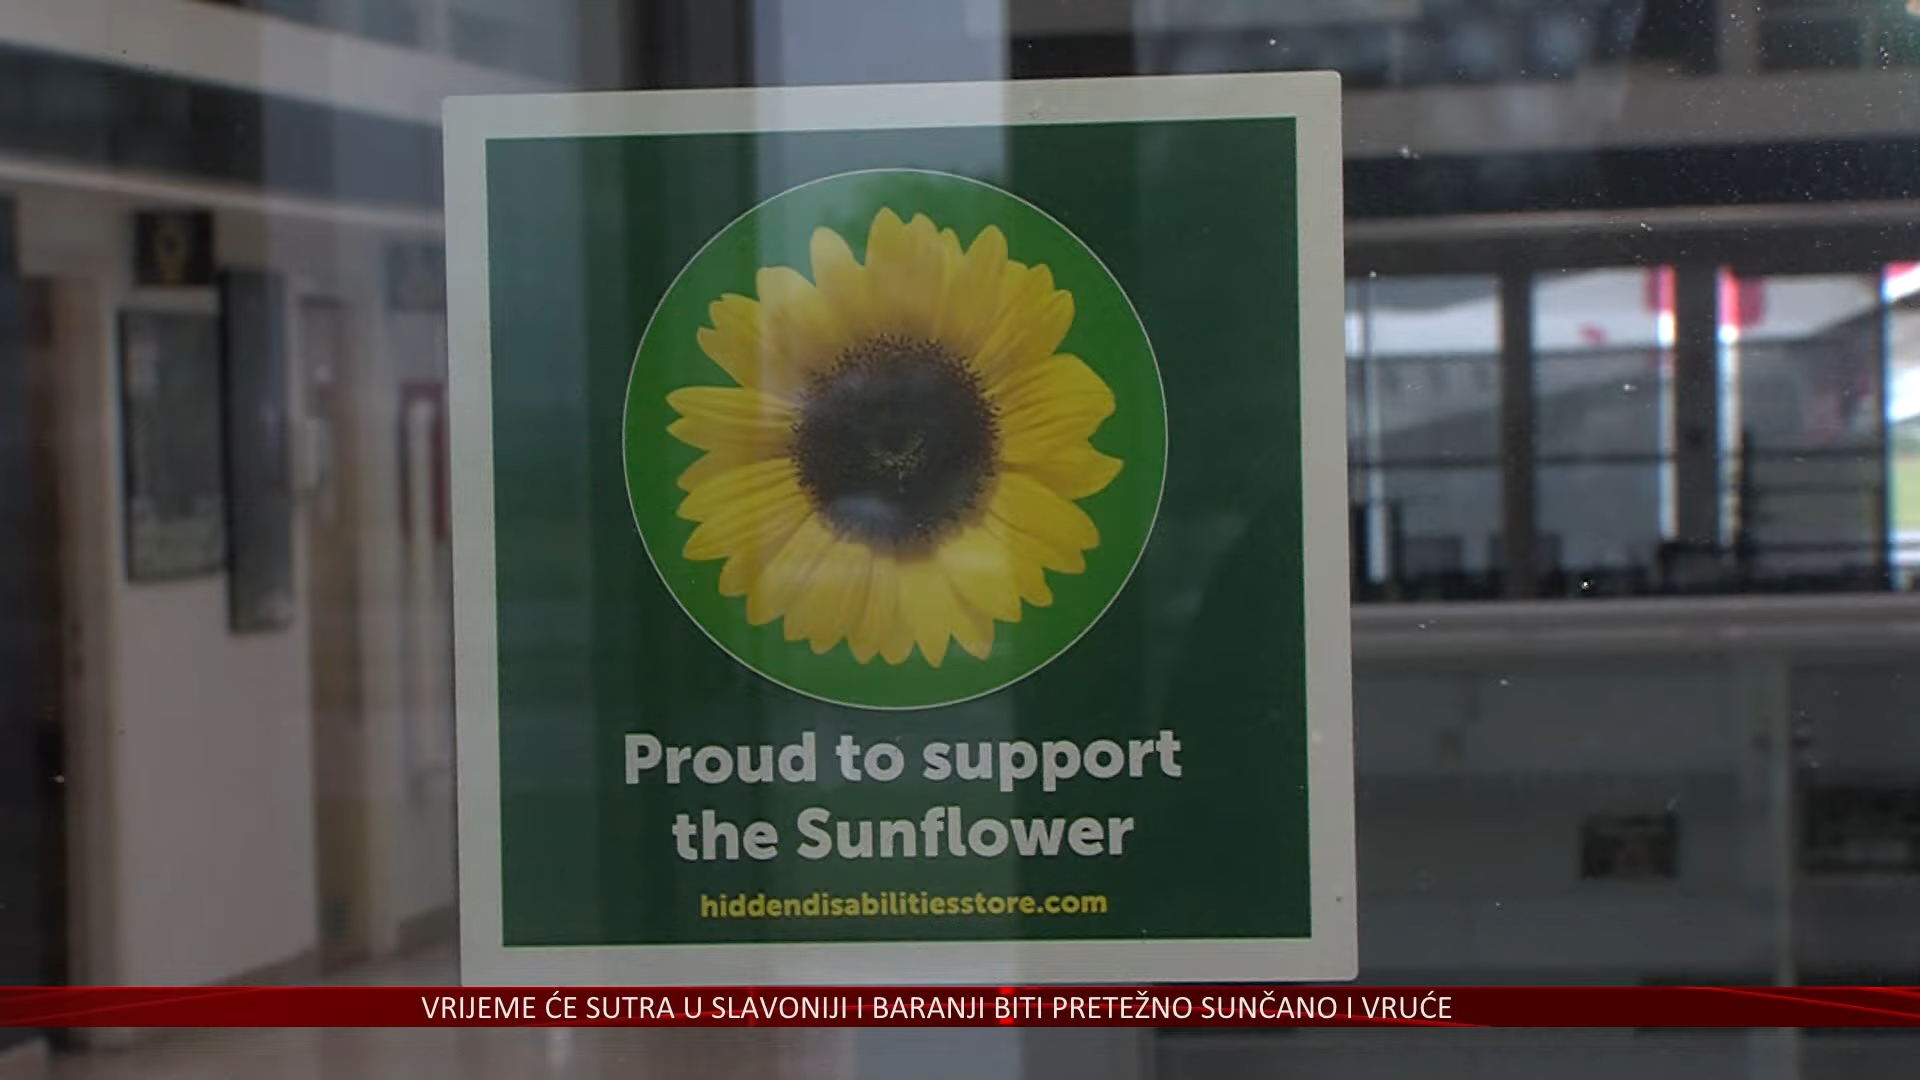 Proud to support
the Sunflower
hiddendisabilitiesstore.com
VRIJEME ĆE SUTRA U SLAVONIJI I BARANJI BITI PRETEŽNO SUNČANO I VRUĆE